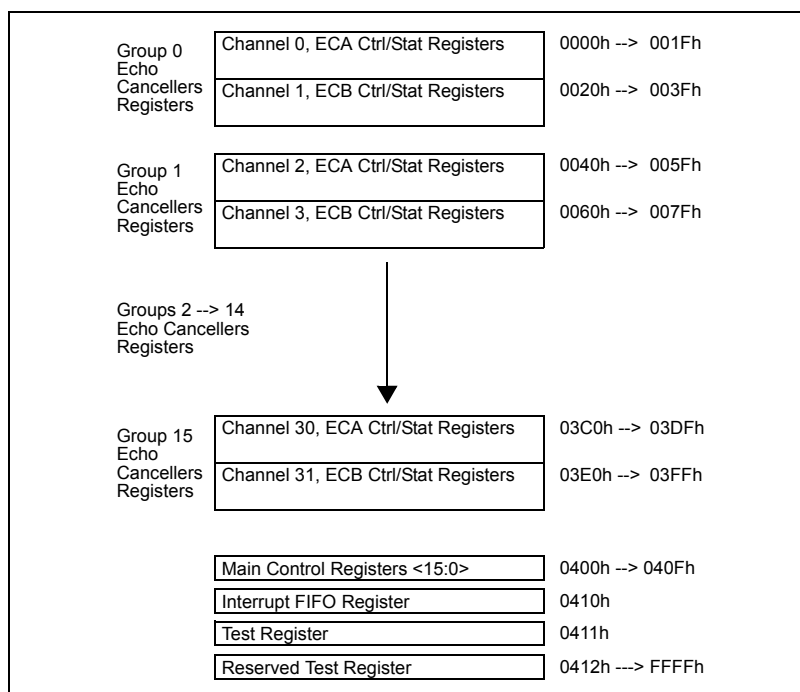 Group 0
Echo
Cancellers
Registers
Channel 0, ECA Ctrl/Stat Registers 0000h --> 001Fh
Channel 1, ECB Ctrl/Stat Registers 0020h --> 003Fh
Group 1
Echo
Cancellers
Registers
Channel 2, ECA Ctrl/Stat Registers 0040h --> 005Fh
Channel 3, ECB Ctrl/Stat Registers 0060h --> 007Fh
Groups 2 --> 14
Echo Cancellers
Registers
Group 15
Echo
Cancellers
Registers
Channel 30, ECA Ctrl/Stat Registers 03C0h --> 03DFh
Channel 31, ECB Ctrl/Stat Registers 03E0h --> 03FFh
Main Control Registers <15:0> 0400h --> 040Fh
Interrupt FIFO Register 0410h
Test Register 0411h
Reserved Test Register 0412h ---> FFFFh